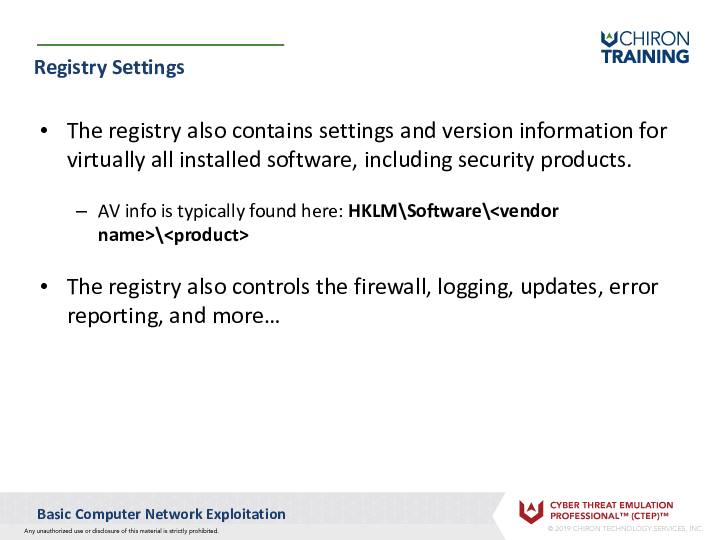 CHIRON
TRAINING
Registry Settings
• The registry also contains settings and version information for
virtually all installed software, including security products.
– AV info is typically found here: HKLM\Software\<vendor
name>\<product>
• The registry also controls the firewall, logging, updates, error
reporting, and more…
Basic Computer Network Exploitation
Any unauthorized use or disclosure of this material is strictly prohibited.
CYBER THREAT EMULATION
PROFESSIONAL™ (CTEP)™
© 2019 CHIRON TECHNOLOGY SERVICES, INC.